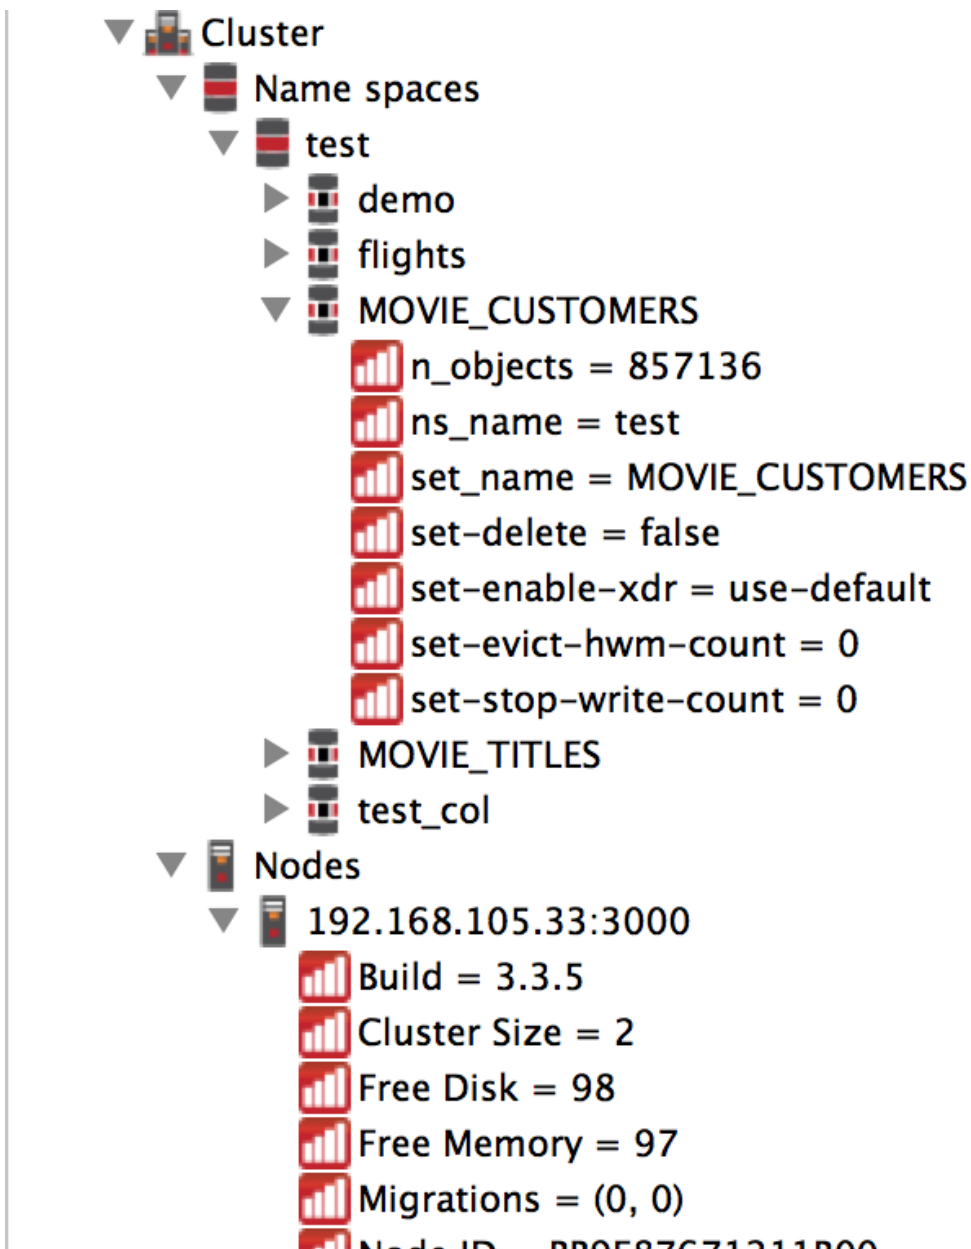 Cluster
Name spaces
test
demo
flights
MOVIE_CUSTOMERS
n_objects = 857136
ns_name = test
set_name = MOVIE_CUSTOMERS
set-delete = false
set-enable-xdr = use-default
set-evict-hwm-count = 0
set-stop-write-count = 0
MOVIE_TITLES
test_col
Nodes
192.168.105.33:3000
Build = 3.3.5
Cluster Size = 2
Free Disk = 98
Free Memory = 97
Migrations = (0, 0)
Node ID =